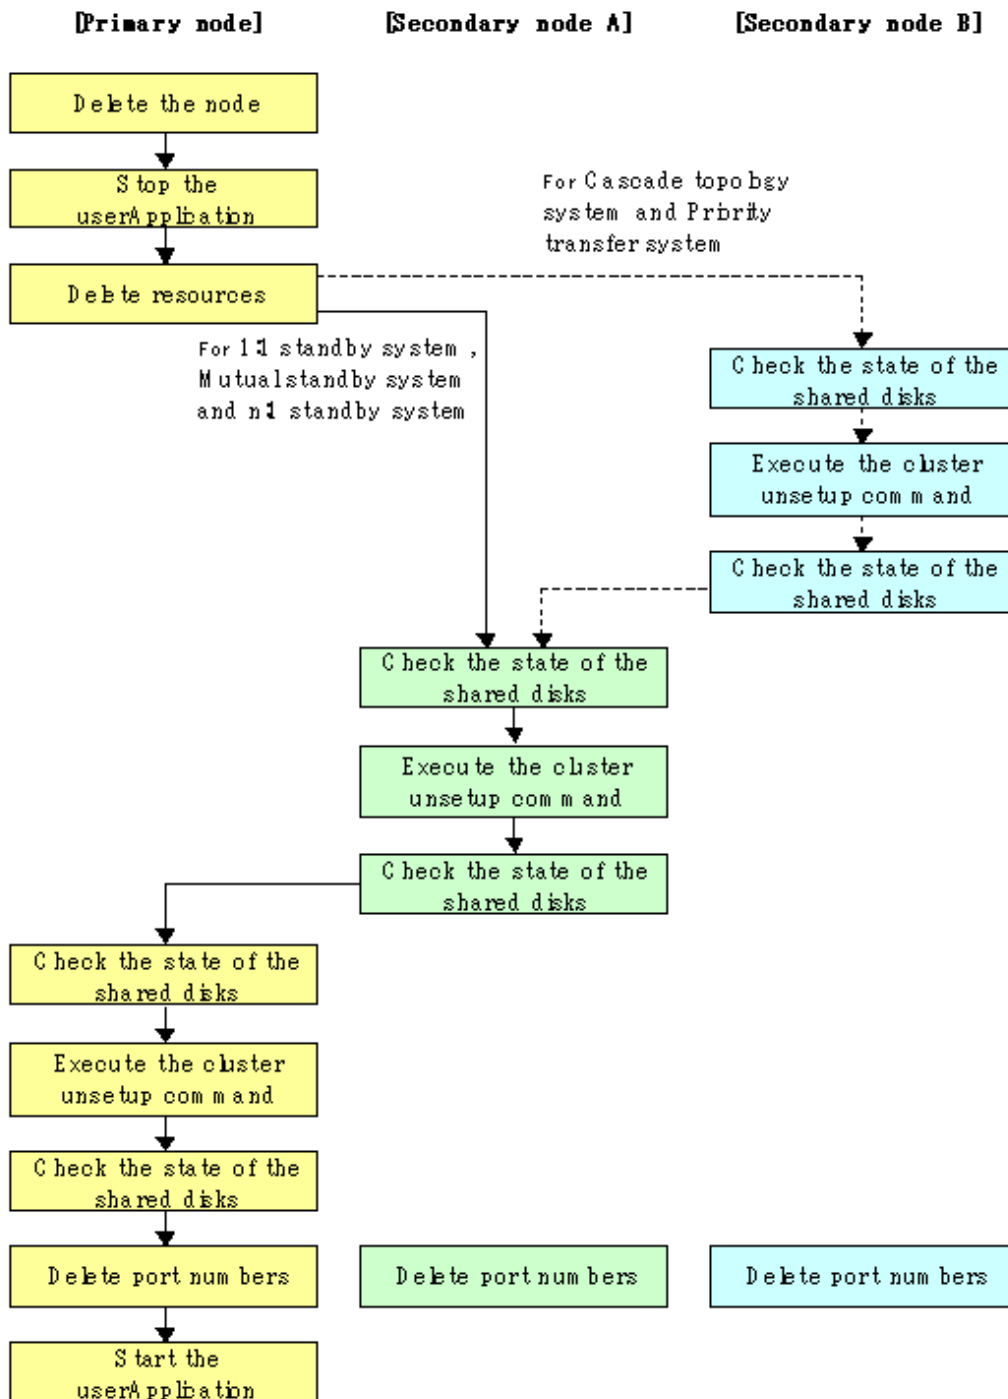 [Primary node] [Secondary node A] [Secondary node B]
Delete the node
Stop the
userApplication
For Cascade topology
system and Priority
transfer system
Delete resources
For 1:1 standby system ,
Mutual standby system
and n:1 standby system
Check the state of the
shared disks
Execute the cluster
unsetup command
Check the state of the
shared disks
Check the state of the
shared disks
Execute the cluster
unsetup command
Check the state of the
shared disks
Check the state of the
shared disks
Execute the cluster
unsetup command
Check the state of the
shared disks
Delete port numbers
Delete port numbers
Delete port numbers
Start the
userApplication